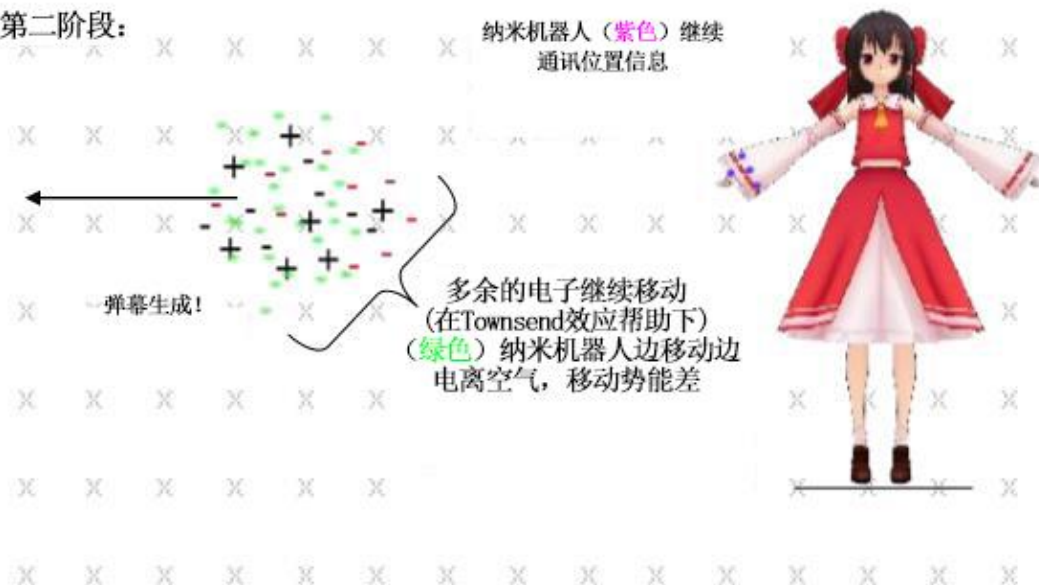 第二阶段：
纳米机器人（紫色）继续
通讯位置信息
弹幕生成！
多余的电子继续移动
(在Townsend效应帮助下)
（绿色）纳米机器人边移动边
电离空气，移动势能差